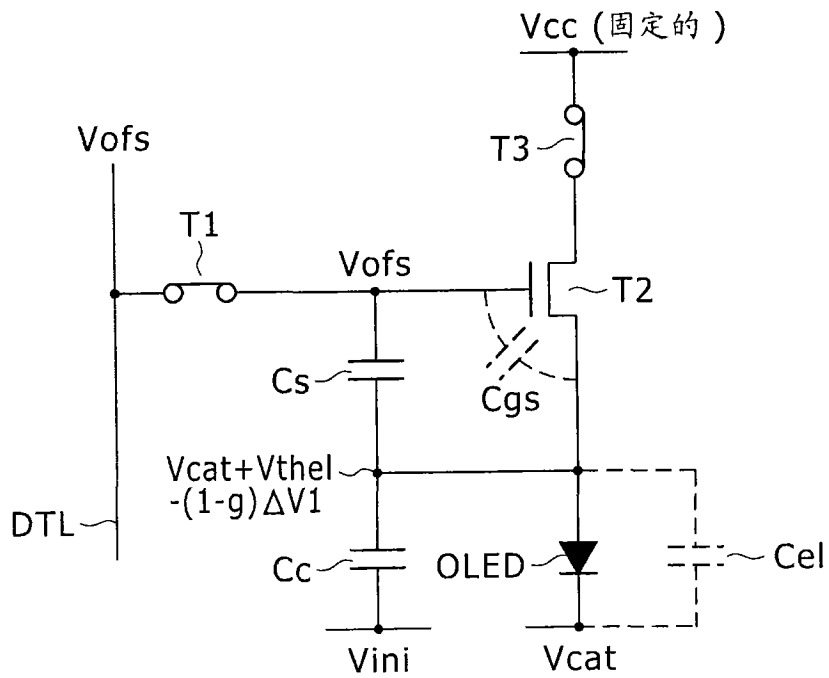 Vcc (固定的 )
Vofs
T3
T1
Vofs
T2
Cs
Cgs
Vcat+Vthel
-(1-g)ΔV1
DTL
Cc
OLED
Cel
Vini
Vcat